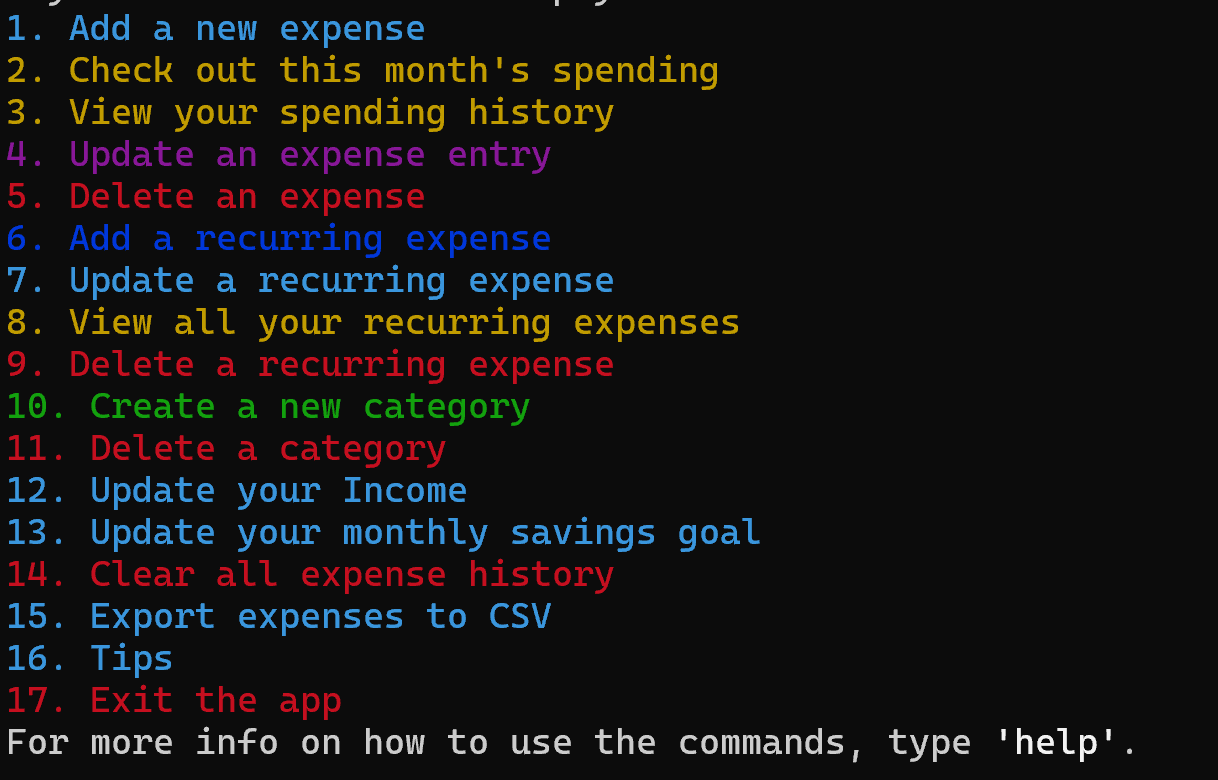 1. Add a new expense
2. Check out this month's spending
3. View your spending history
4. Update an expense entry
5. Delete an expense
6. Add a recurring expense
7. Update a recurring expense
8. View all your recurring expenses
9. Delete a recurring expense
10. Create a new category
11. Delete a category
12. Update your Income
13. Update your monthly savings goal
14. Clear all expense history
15. Export expenses to CSV
16. Tips
17. Exit the app
For more info on how to use the commands, type 'help'.